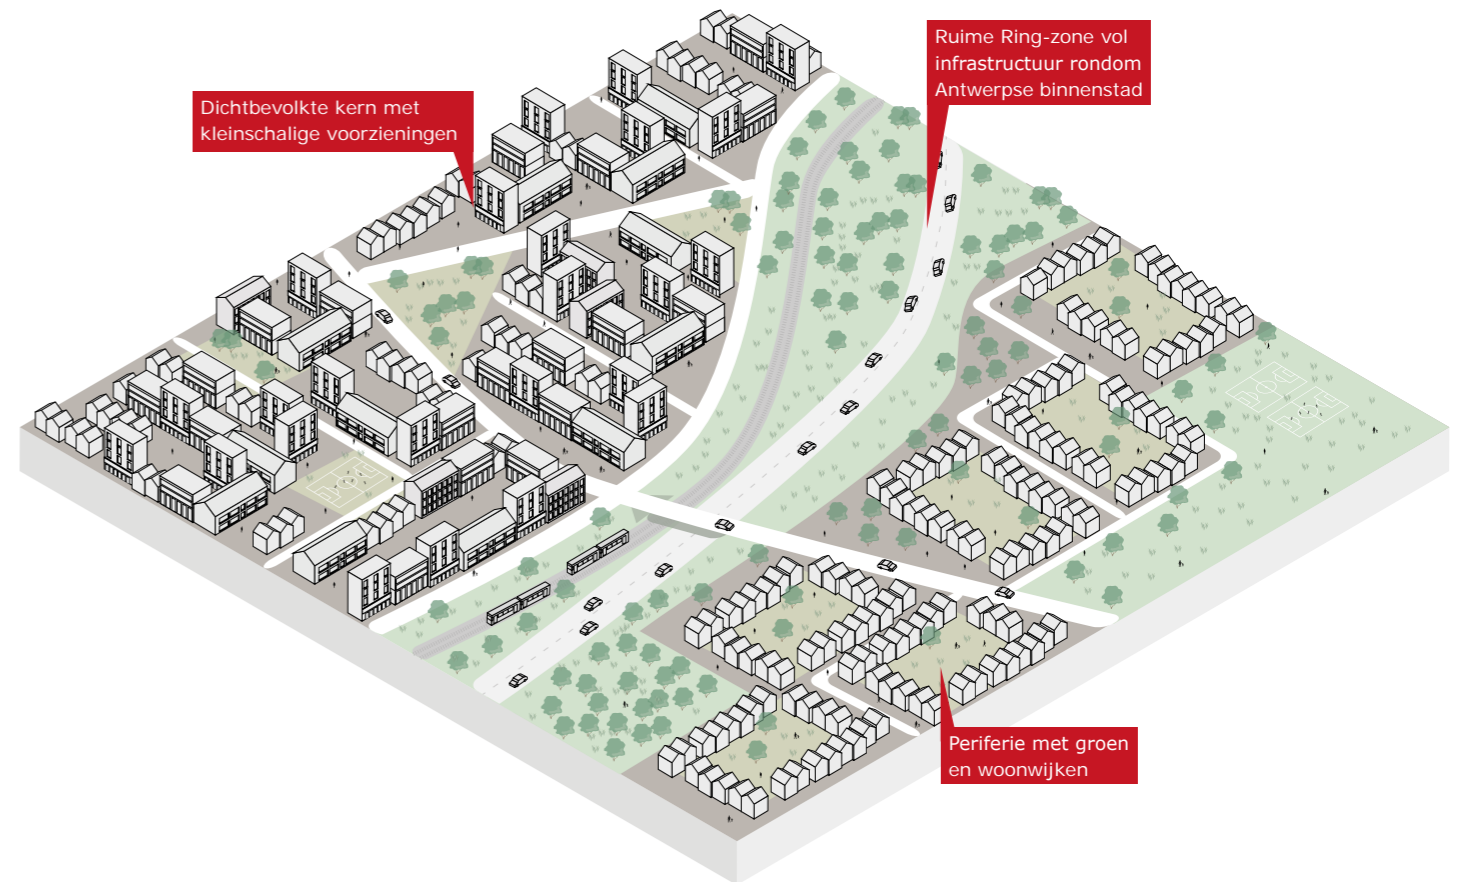 Ruime Ring-zone vol
infrastructuur rondom
Antwerpse binnenstad
Dichtbevolkte kern met
kleinschalige voorzieningen
Periferie met groen
en woonwijken